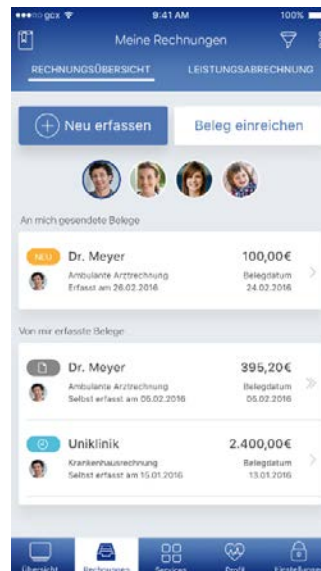 9:41 AM
100%
Meine Rechnungen
RECHNUNGSÜBERSICHT LEISTUNGSABRECHNUNG
Neu erfassen
Beleg einreichen
An mich gesendete Belege
NEU Dr. Meyer 100,00€
Ambulante Arztrechnung Belegdatum
Erfasst am 26.02.2016 24.02.2016
Von mir erfasste Belege
Dr. Meyer 395,20€
Ambulante Arztrechnung Belegdatum
Selbst erfasst am 05.02.2016 05.02.2016
Uniklinik 2.400,00€
Krankenhausrechnung Belegdatum
Selbst erfasst am 15.01.2016 13.01.2016
Übersicht Rechnungen Services Profil